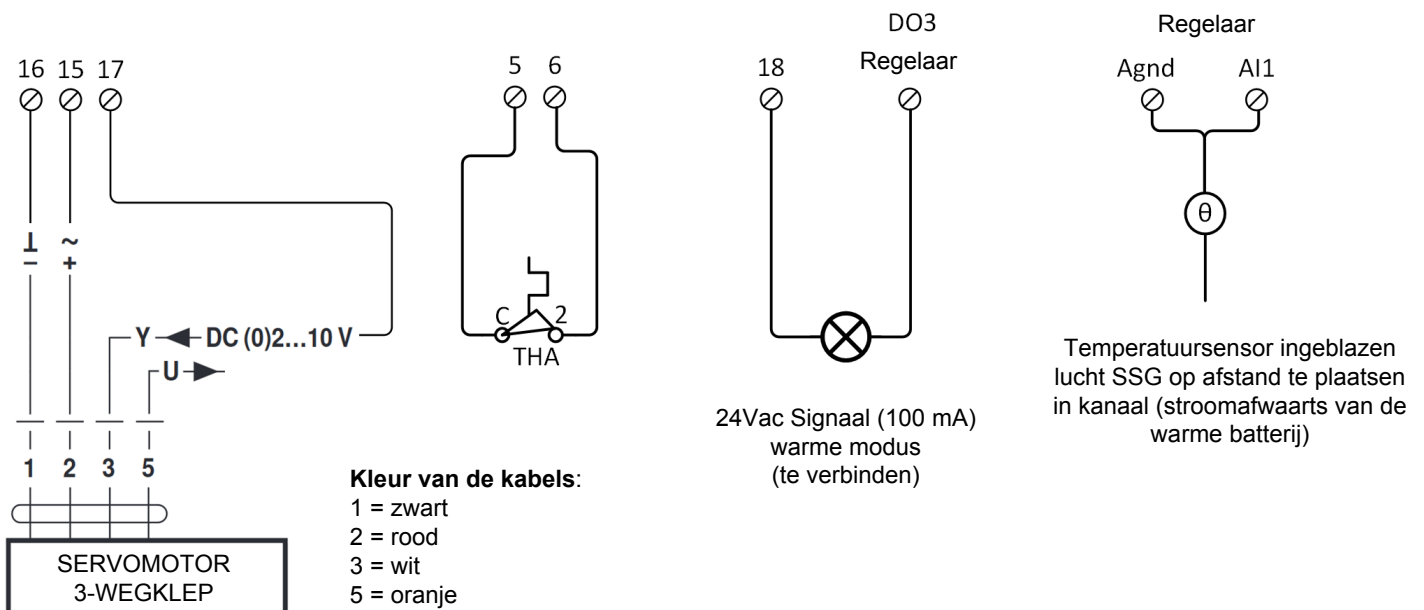 16 15 17
⊥ ~
– +
Y DC (0)2...10 V
U
1 2 3 5
SERVOMOTOR
3-WEGKLEP
Kleur van de kabels:
1 = zwart
2 = rood
3 = wit
5 = oranje
5 6
C 2
THA
DO3
18 Regelaar
24Vac Signaal (100 mA)
warme modus
(te verbinden)
Regelaar
Agnd AI1
θ
Temperatuursensor ingeblazen
lucht SSG op afstand te plaatsen
in kanaal (stroomafwaarts van de
warme batterij)